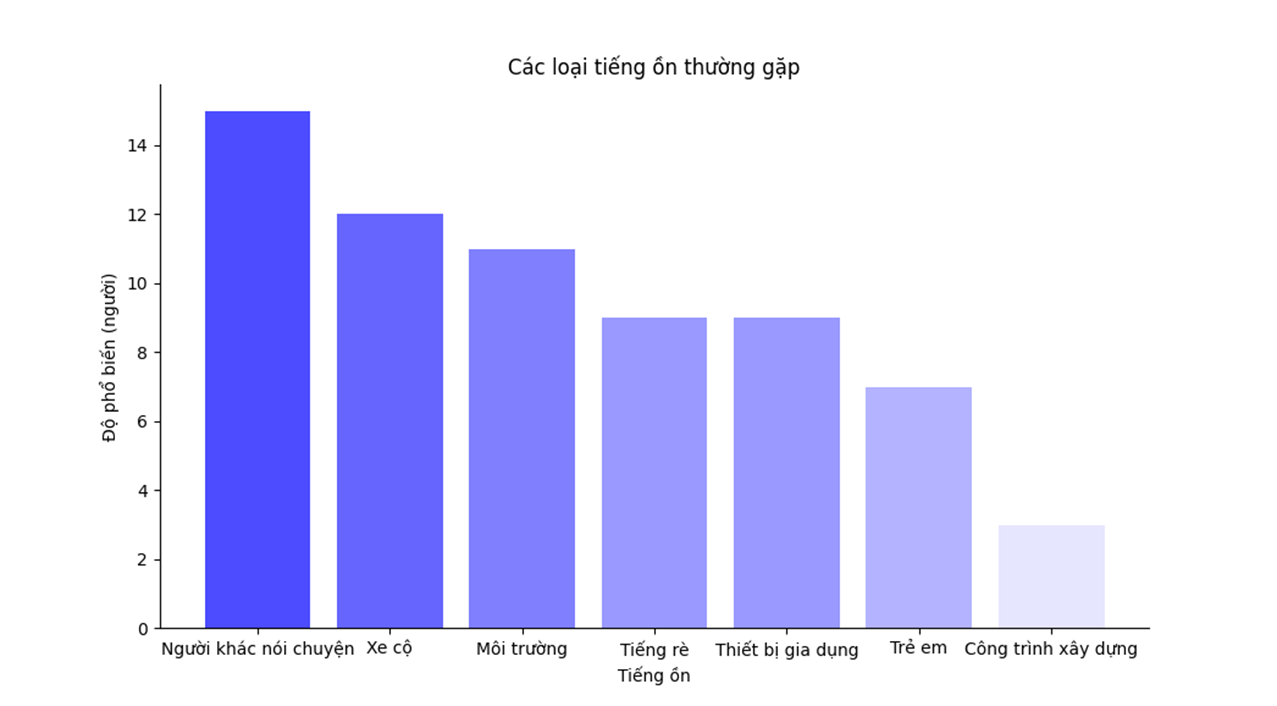 Các loại tiếng ồn thường gặp
Độ phổ biến (người)
14
12
10
8
6
4
2
0
Người khác nói chuyện Xe cộ Môi trường Tiếng rè Thiết bị gia dụng Trẻ em Công trình xây dựng
Tiếng ồn